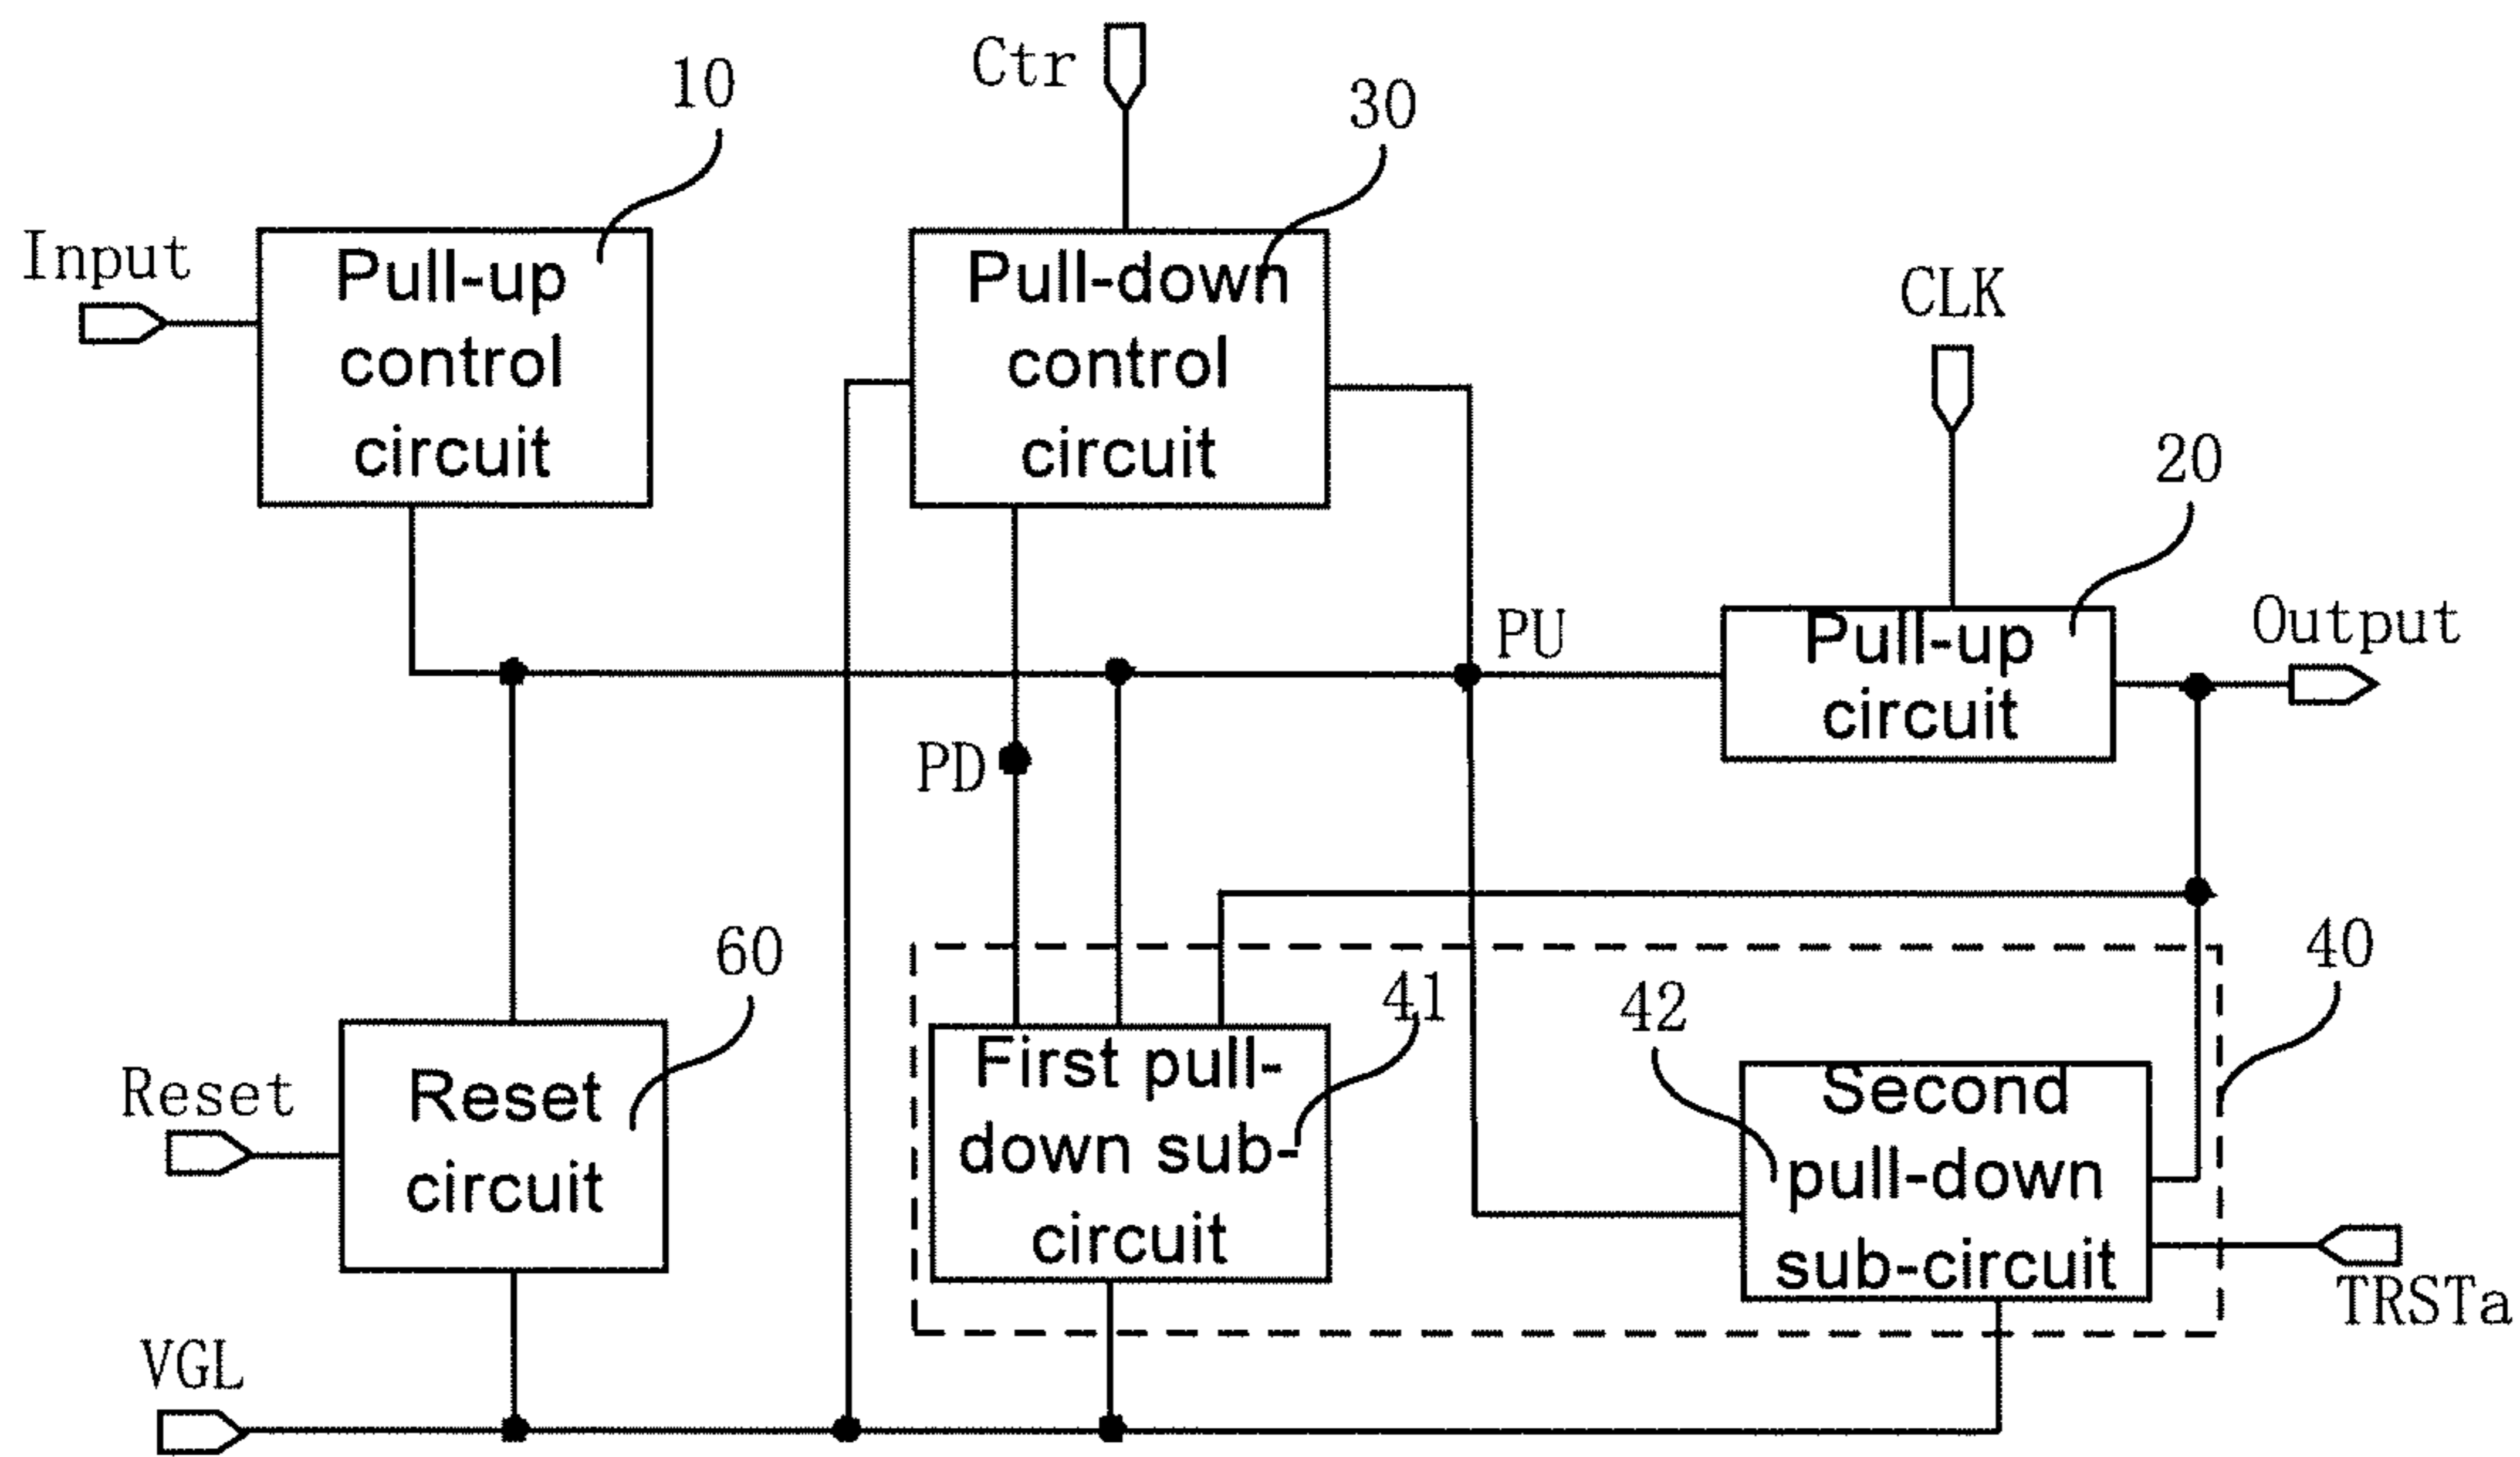 Ctr
10
30
Input
Pull-up
control
circuit
Pull-down
control
circuit
CLK
20
PU
Pull-up
circuit
Output
PD
60
41
42
40
Reset
Reset
circuit
First pull-
down sub-
circuit
Second
pull-down
sub-circuit
TRSTa
VGL